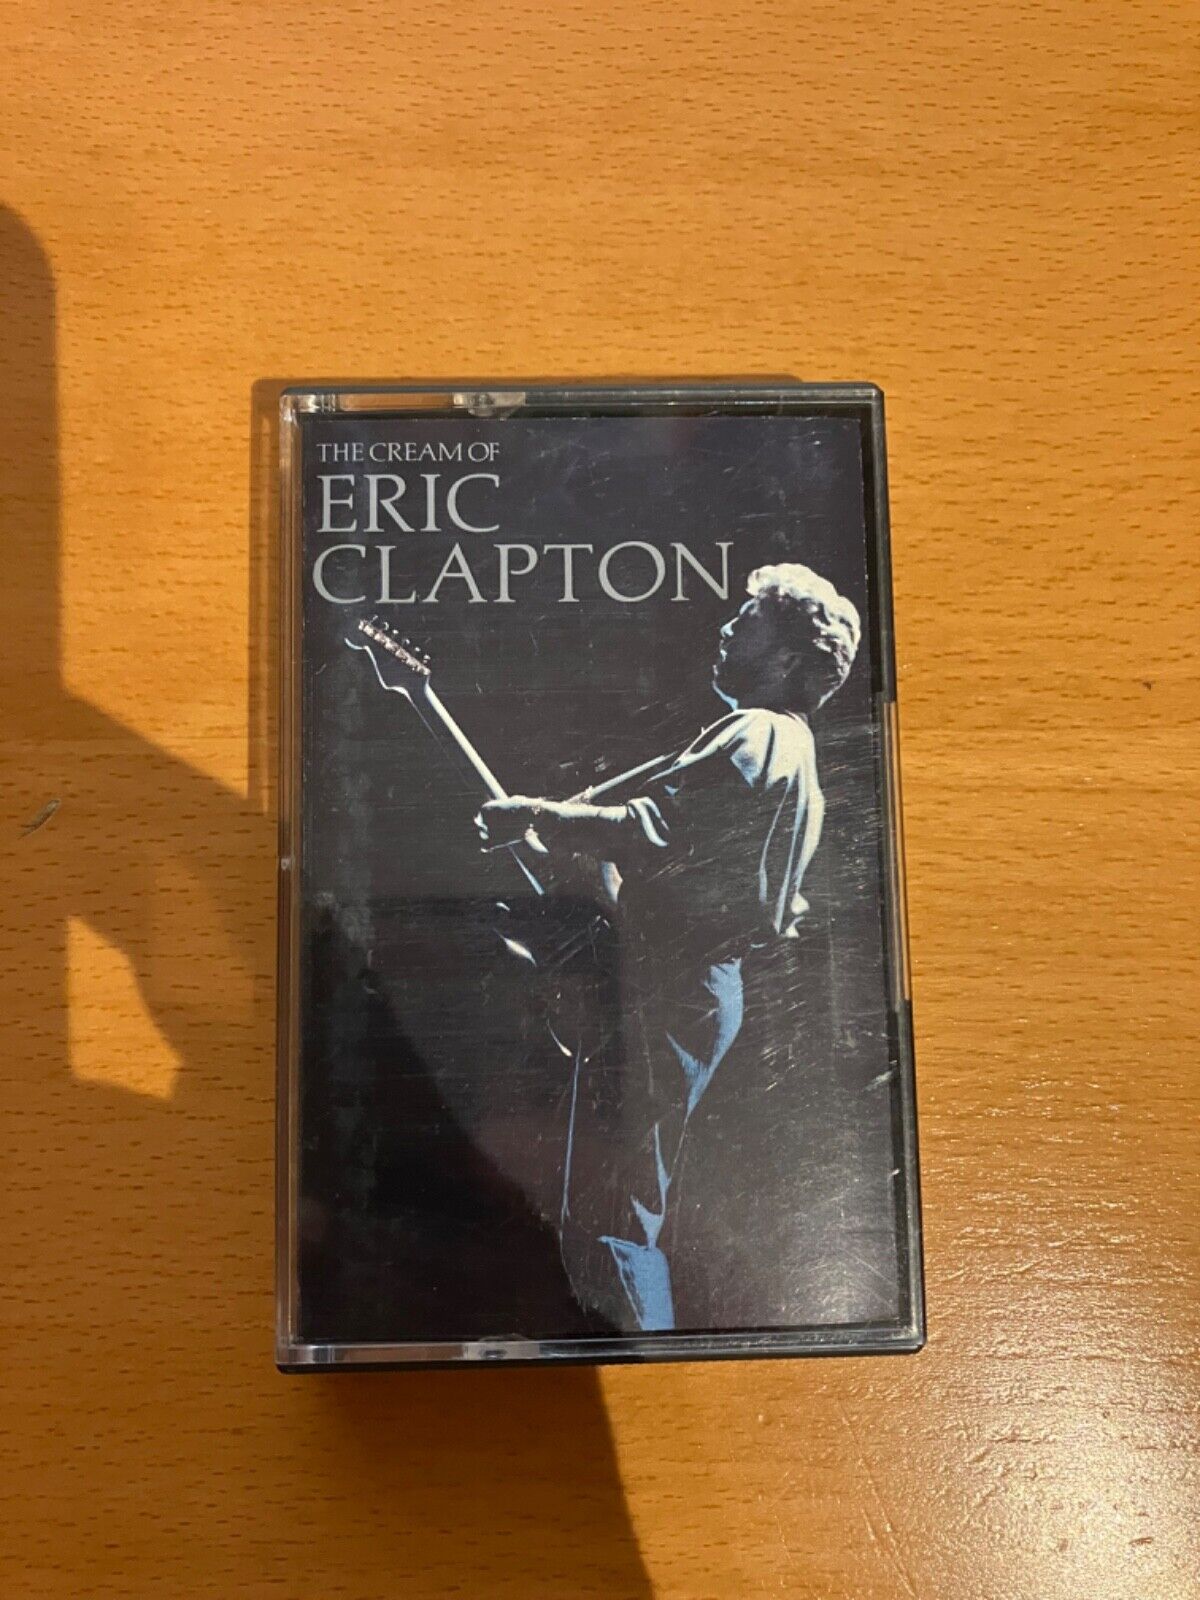 THE CREAM OF
ERIC
CLAPTON